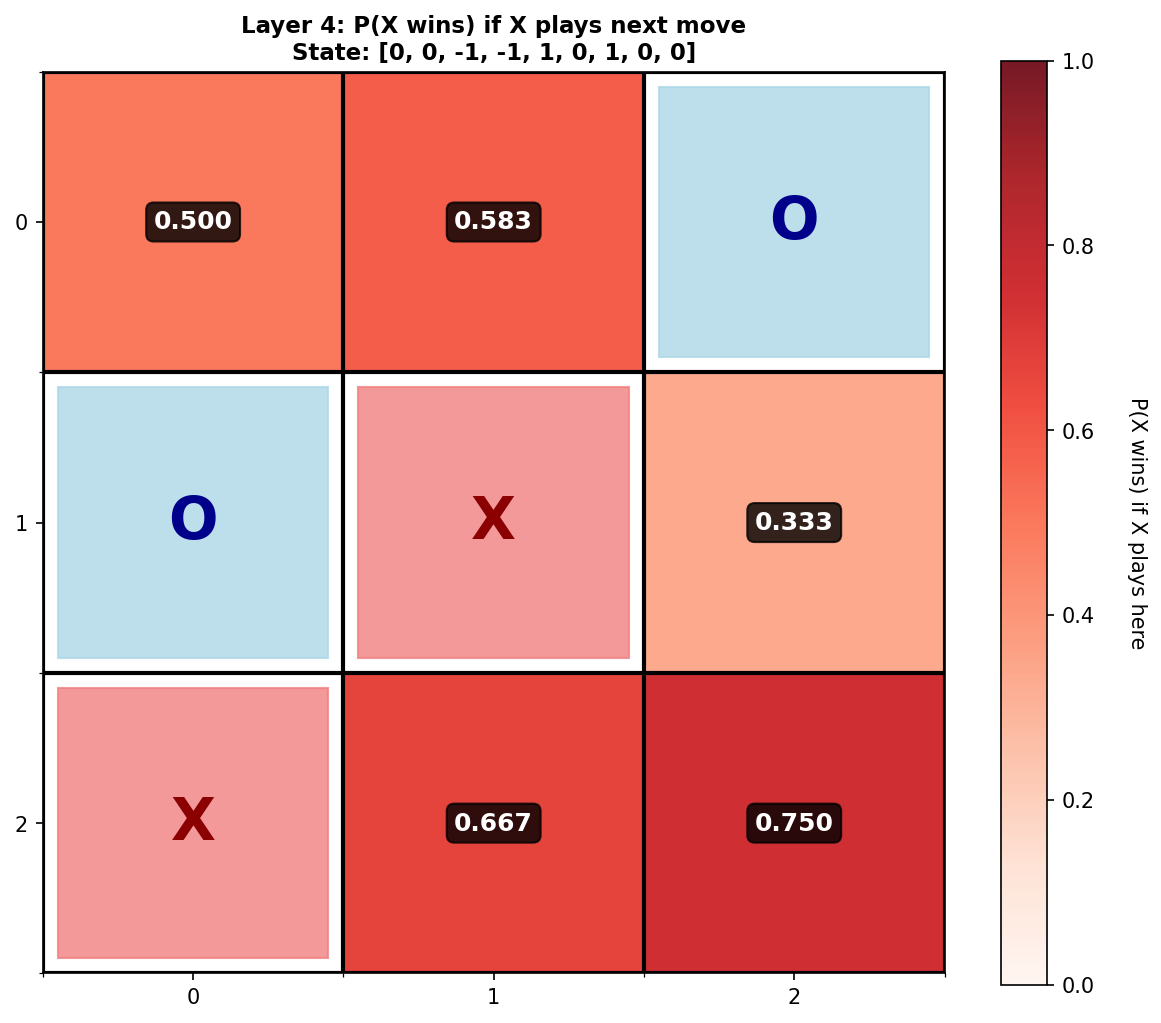 Layer 4: P(X wins) if X plays next move
State: [0, 0, -1, -1, 1, 0, 1, 0, 0]
0
0.500
0.583
O
1
O
X
0.333
2
X
0.667
0.750
0
1
2
1.0
0.8
0.6
0.4
0.2
0.0
P(X wins) if X plays here